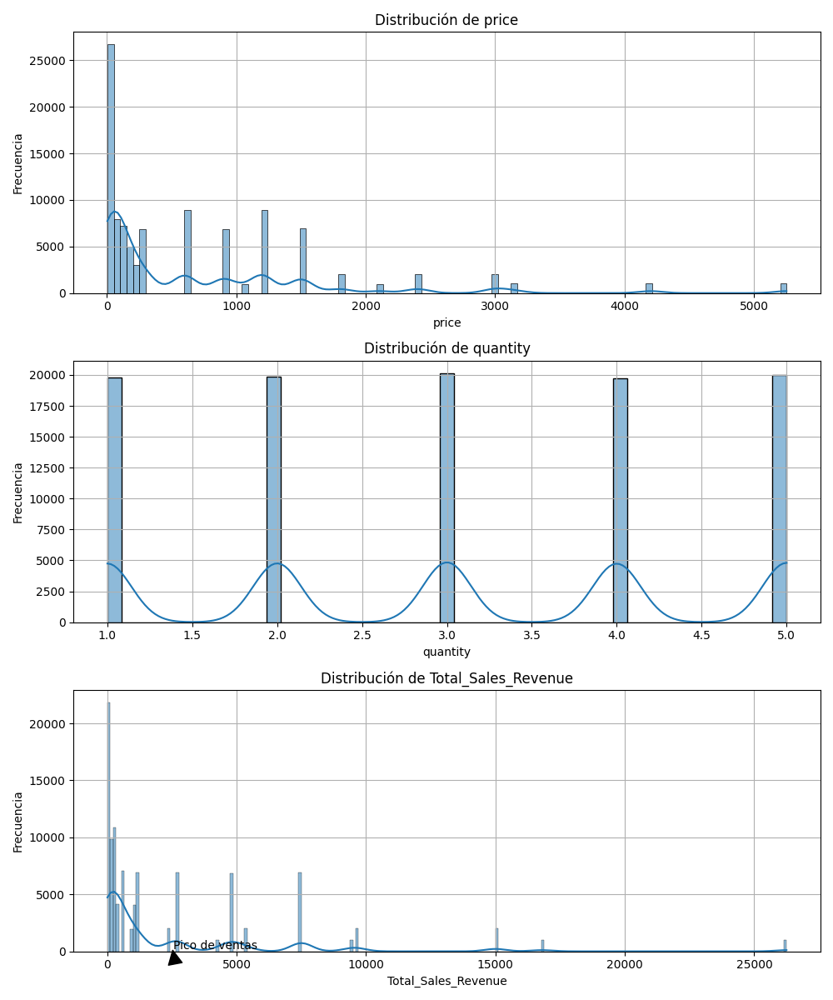 Distribución de price
25000
20000
15000
10000
5000
0
Frecuencia
0 1000 2000 3000 4000 5000
price
Distribución de quantity
20000
17500
15000
12500
10000
7500
5000
2500
0
Frecuencia
1.0 1.5 2.0 2.5 3.0 3.5 4.0 4.5 5.0
quantity
Distribución de Total_Sales_Revenue
20000
15000
10000
5000
0
Frecuencia
Pico de ventas
0 5000 10000 15000 20000 25000
Total_Sales_Revenue